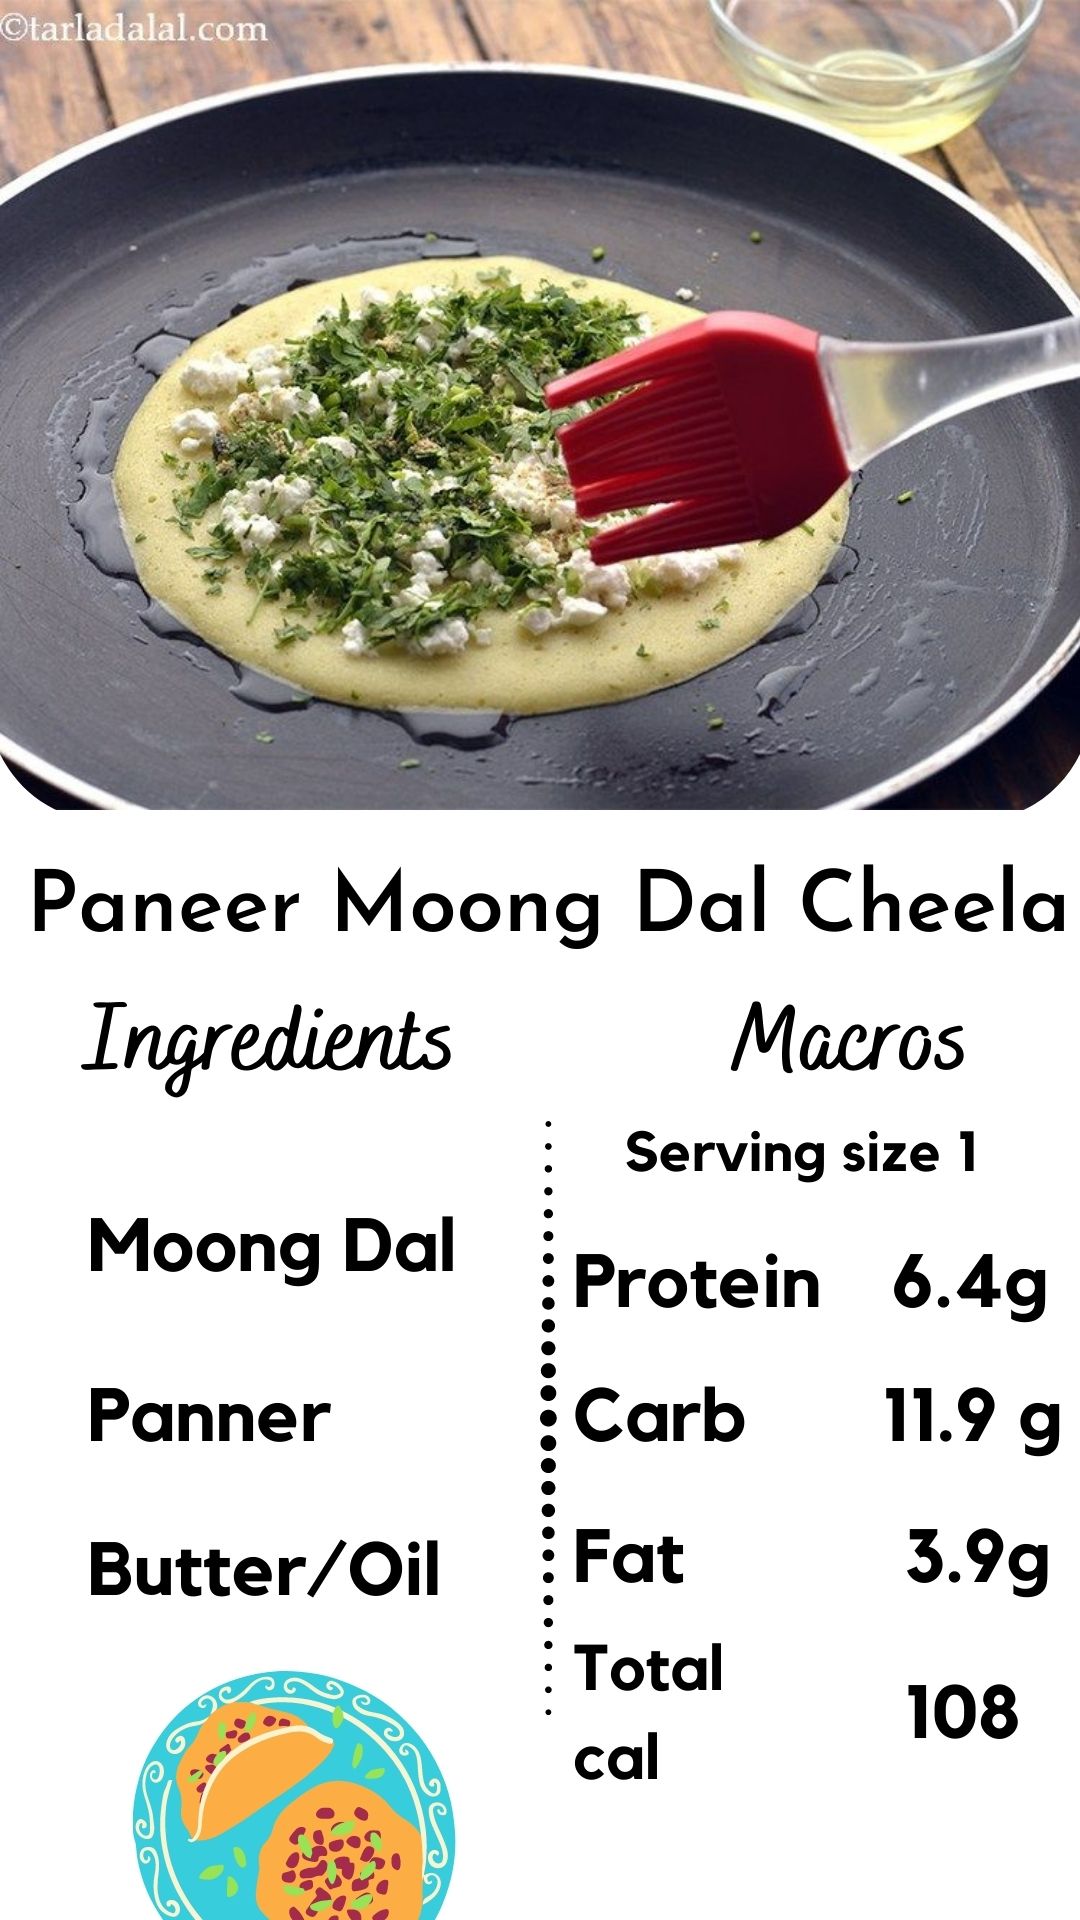 ©tarladalal.com
Paneer Moong Dal Cheela
Ingredients
Macros
Serving size 1
Moong Dal
Protein 6.4g
Panner
Carb 11.9 g
Butter/Oil
Fat 3.9g
Total
cal
108